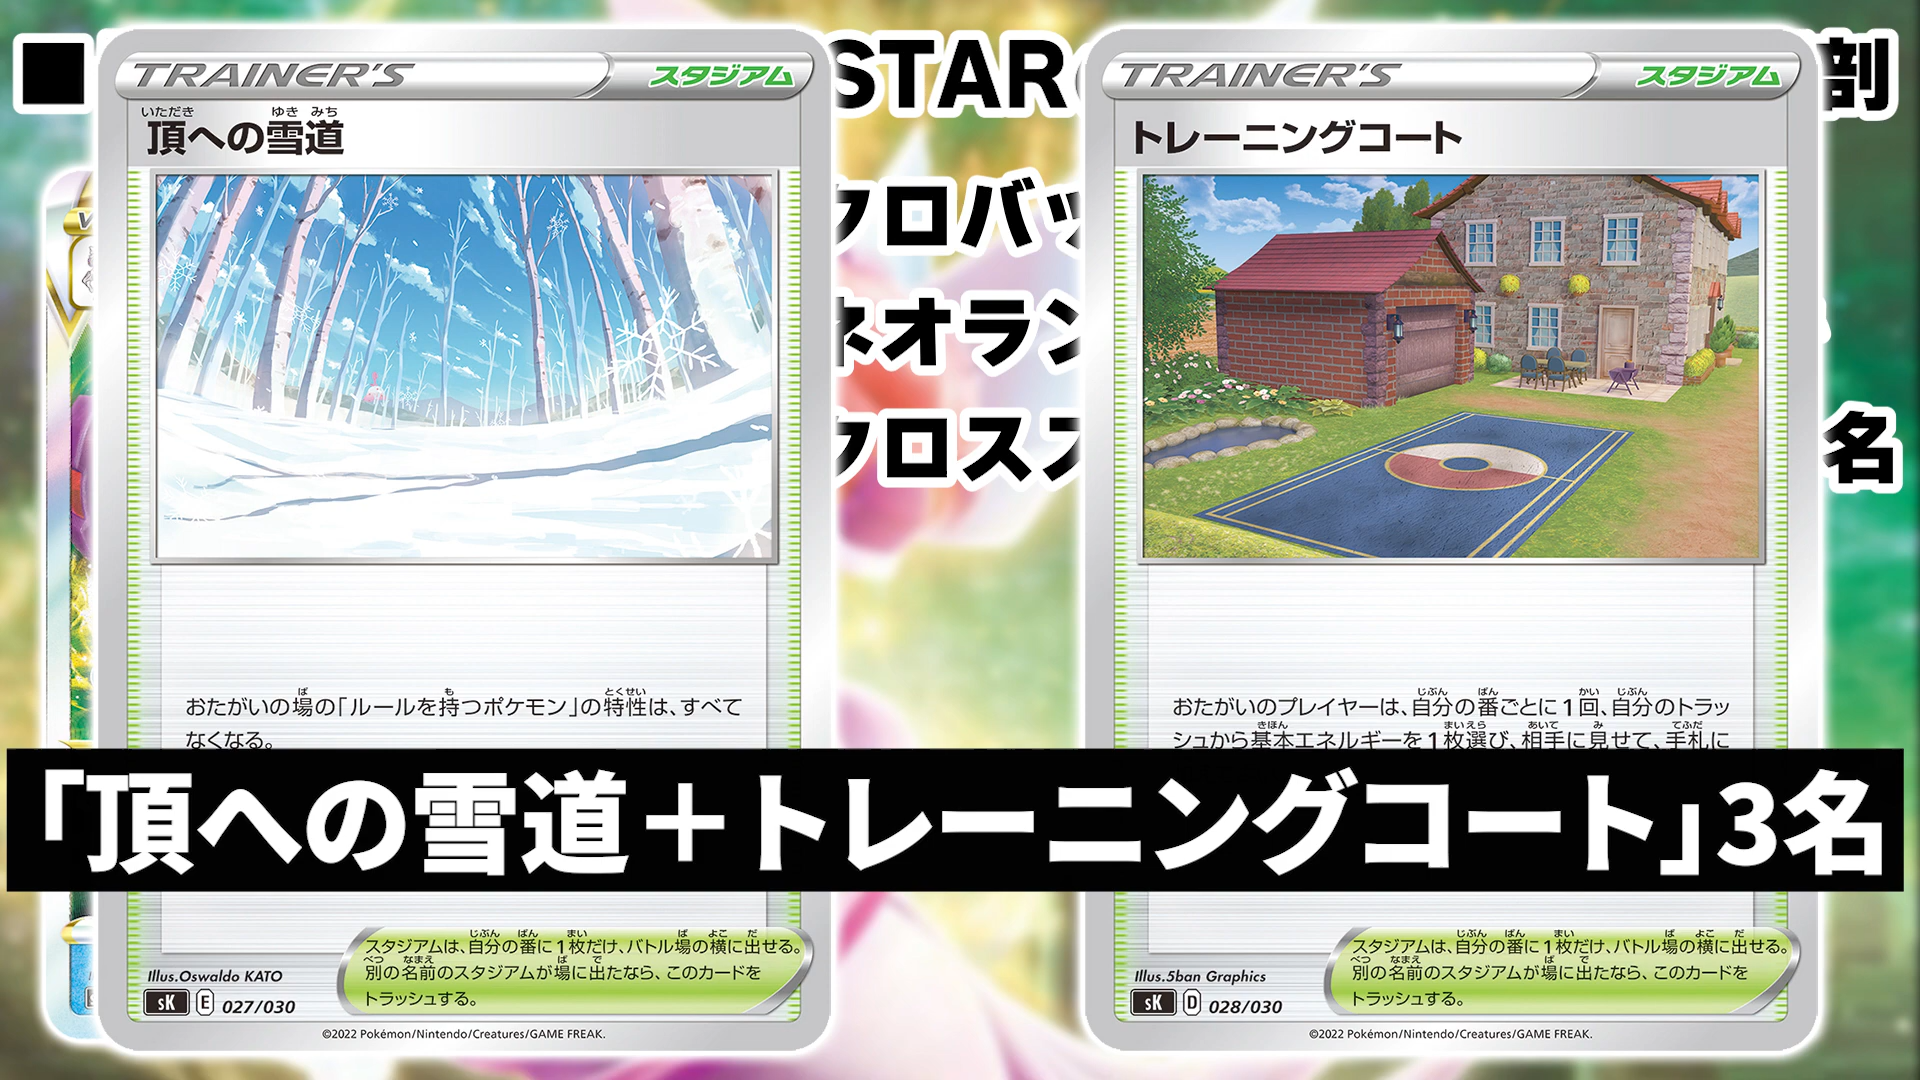 ■
STAR
剖
クロバッ
ネオラン
クロスス
名
TRAINER'S
スタジアム
いただき ゆき みち
頂への雪道
おたがいの場の「ルールを持つポケモン」の特性は、すべて
なくなる。
TRAINER'S
スタジアム
トレーニングコート
おたがいのプレイヤーは、自分の番ごとに1回、自分のトラッ
シュから基本エネルギーを1枚選び、相手に見せて、手札に
「頂への雪道＋トレーニングコート」3名
スタジアムは、自分の番に1枚だけ、バトル場の横に出せる。
別の名前のスタジアムが場に出たなら、このカードを
トラッシュする。
Illus.Oswaldo KATO
sK E 027/030
©2022 Pokémon/Nintendo/Creatures/GAME FREAK.
スタジアムは、自分の番に1枚だけ、バトル場の横に出せる。
別の名前のスタジアムが場に出たなら、このカードを
トラッシュする。
Illus.5ban Graphics
sK D 028/030
©2022 Pokémon/Nintendo/Creatures/GAME FREAK.